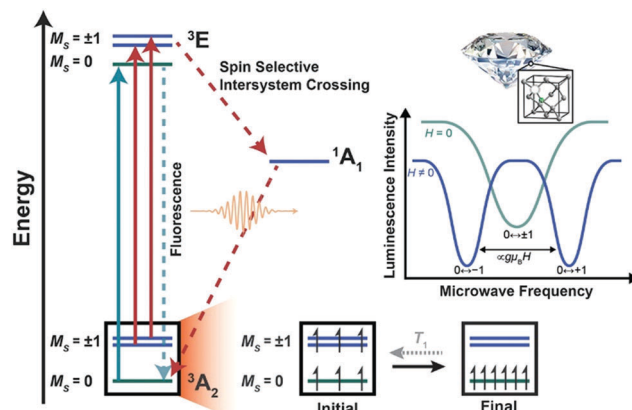 Energy
M_S = ±1
M_S = 0
³E
Spin Selective
Intersystem Crossing
¹A₁
Fluorescence
M_S = ±1
M_S = 0
³A₂
M_S = ±1
M_S = 0
Initial
T₁
Final
Luminescence Intensity
H = 0
H ≠ 0
0↔±1
∝gμ_BH
0↔−1
0↔+1
Microwave Frequency